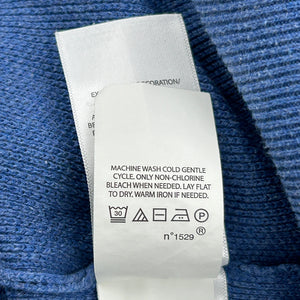 MACHINE WASH COLD GENTLE
CYCLE. ONLY NON-CHLORINE
BLEACH WHEN NEEDED. LAY FLAT
TO DRY. WARM IRON IF NEEDED.
30 P
n°1529 ®